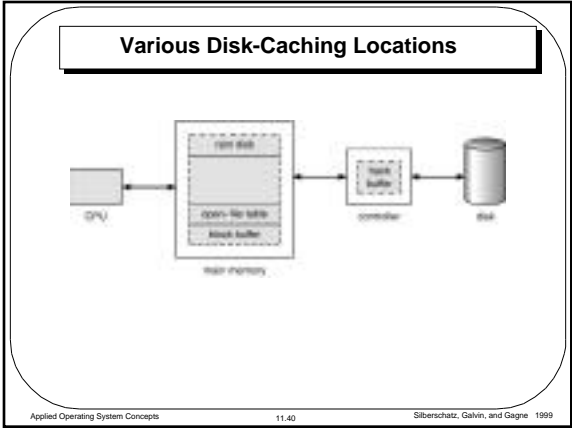 Various Disk-Caching Locations
ram disk
track
buffer
CPU
open-file table
controller
disk
block buffer
main memory
Applied Operating System Concepts
11.40
Silberschatz, Galvin, and Gagne 1999